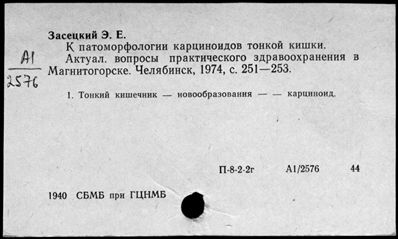 Засецкий Э. Е.
К патоморфологии карциноидов тонкой кишки.
А1
Актуал. вопросы практического здравоохранения в
2576
Магнитогорске. Челябинск, 1974, с. 251—253.
1. Тонкий кишечник — новообразования — — карциноид.
П-8-2-2г А1/2576 44
1940 СБМБ при ГЦНМБ